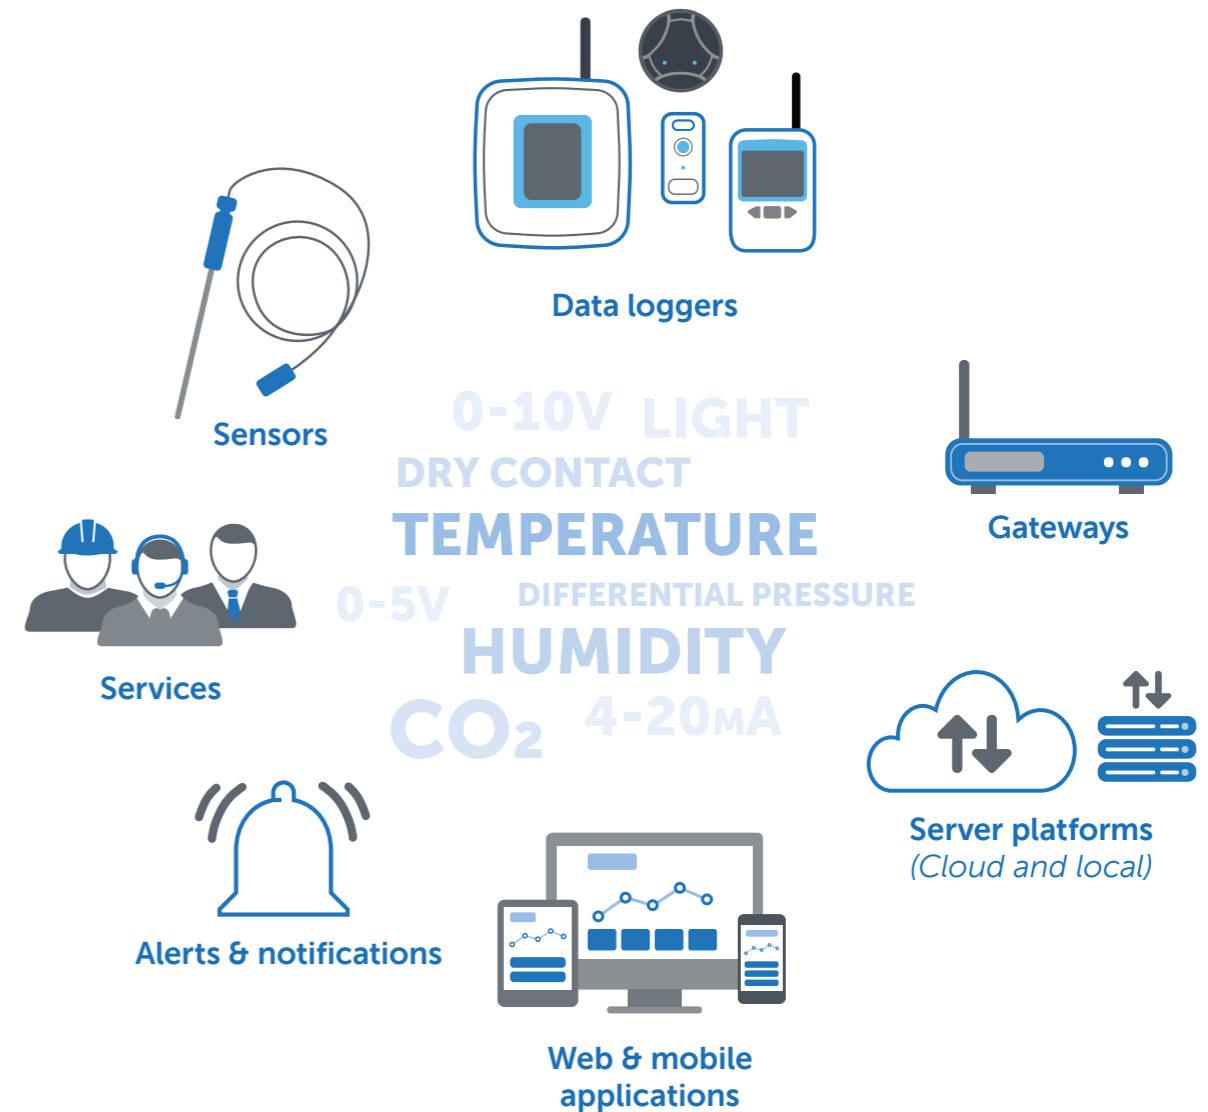 Data loggers
Sensors
0-10V LIGHT
DRY CONTACT
TEMPERATURE
Gateways
0-5V DIFFERENTIAL PRESSURE
HUMIDITY
Services
CO₂ 4-20MA
Server platforms
(Cloud and local)
Alerts & notifications
Web & mobile
applications